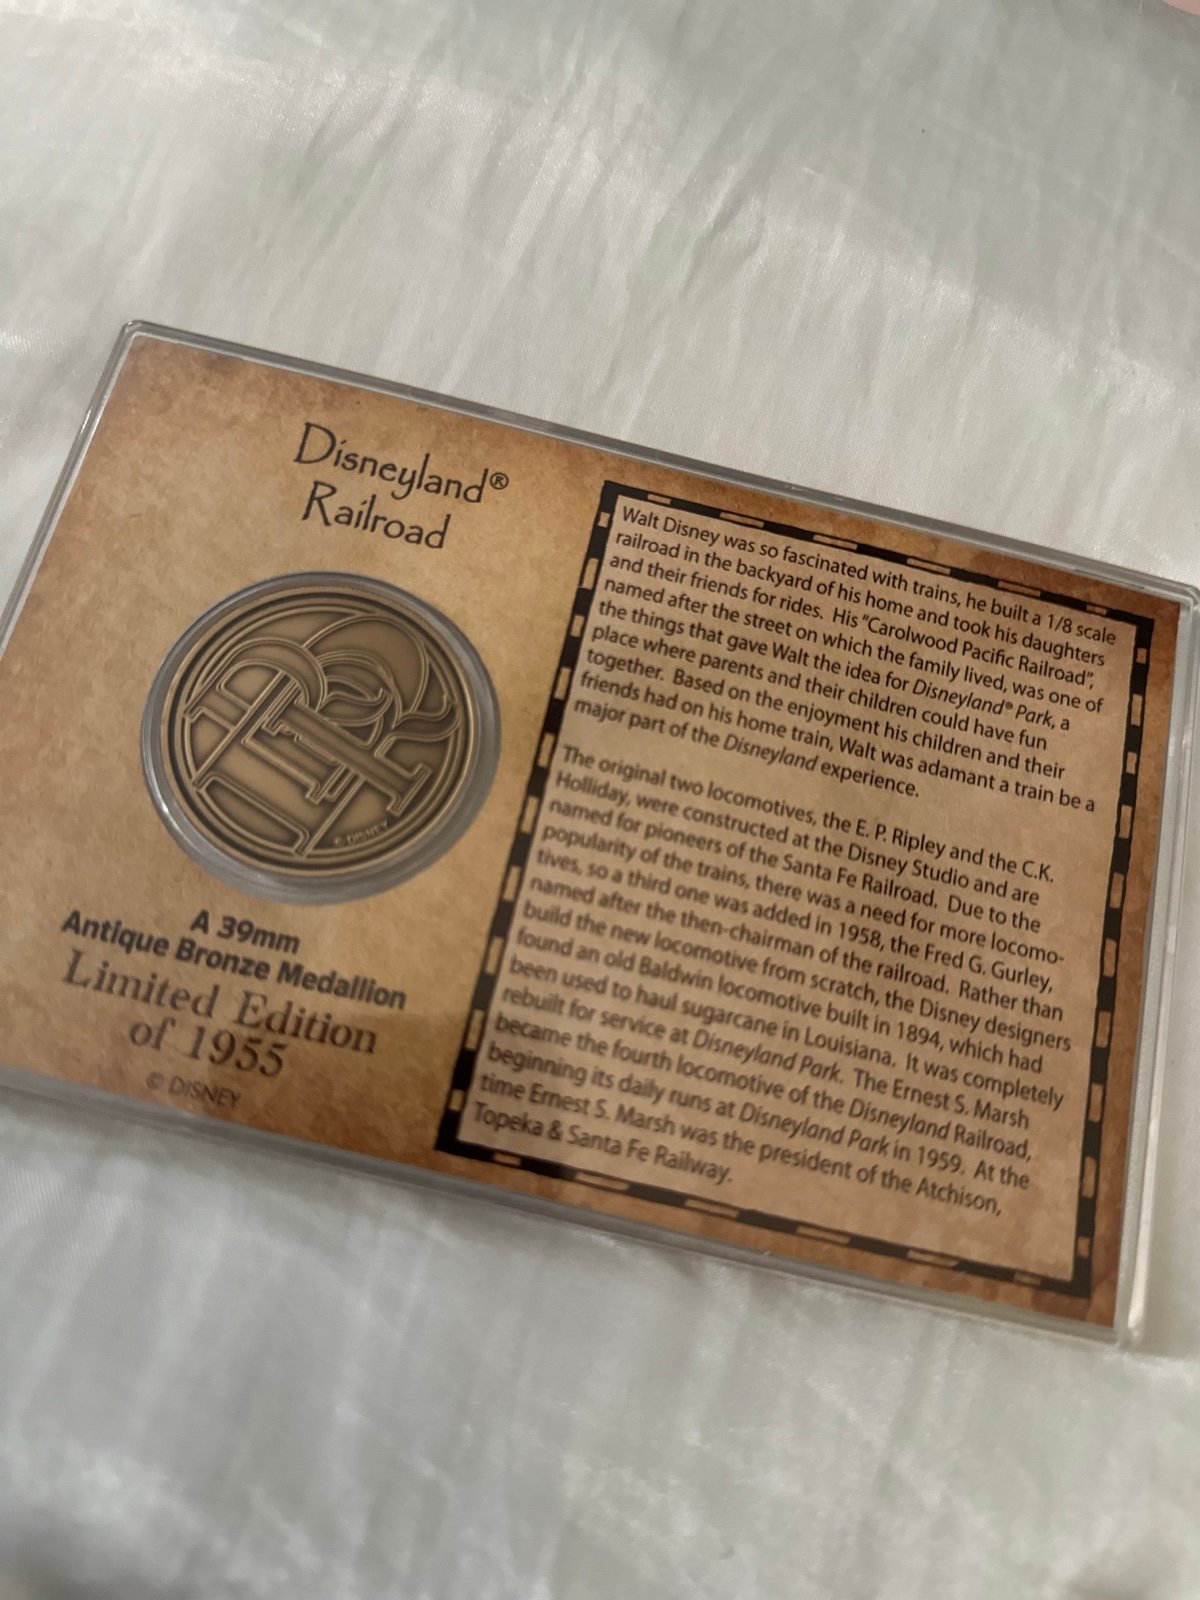 Disneyland®
Railroad
© DISNEY
A 39mm
Antique Bronze Medallion
Limited Edition
of 1955
© DISNEY
Walt Disney was so fascinated with trains, he built a 1/8 scale
railroad in the backyard of his home and took his daughters
and their friends for rides. His "Carolwood Pacific Railroad",
named after the street on which the family lived, was one of
the things that gave Walt the idea for Disneyland® Park, a
place where parents and their children could have fun
together. Based on the enjoyment his children and their
friends had on his home train, Walt was adamant a train be a
major part of the Disneyland experience.
The original two locomotives, the E. P. Ripley and the C.K.
Holliday, were constructed at the Disney Studio and are
named for pioneers of the Santa Fe Railroad. Due to the
popularity of the trains, there was a need for more locomo-
tives, so a third one was added in 1958, the Fred G. Gurley,
named after the then-chairman of the railroad. Rather than
build the new locomotive from scratch, the Disney designers
found an old Baldwin locomotive built in 1894, which had
been used to haul sugarcane in Louisiana. It was completely
rebuilt for service at Disneyland Park. The Ernest S. Marsh
became the fourth locomotive of the Disneyland Railroad,
beginning its daily runs at Disneyland Park in 1959. At the
time Ernest S. Marsh was the president of the Atchison,
Topeka & Santa Fe Railway.